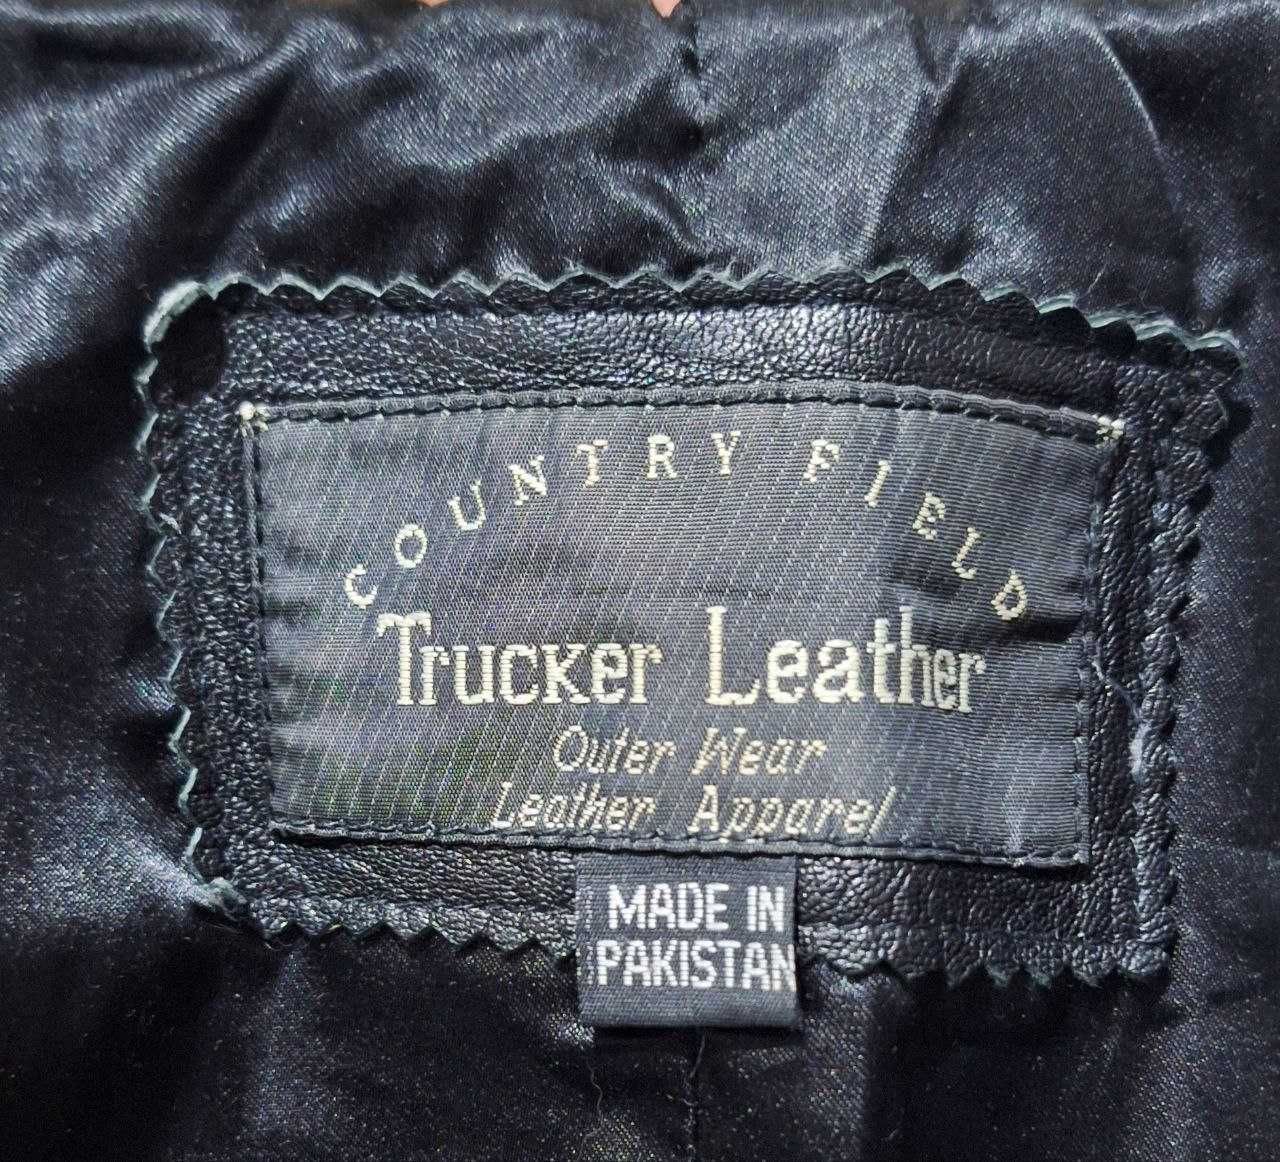 COUNTRY FIELD
Trucker Leather
Outer Wear
Leather Apparel
MADE IN
PAKISTAN